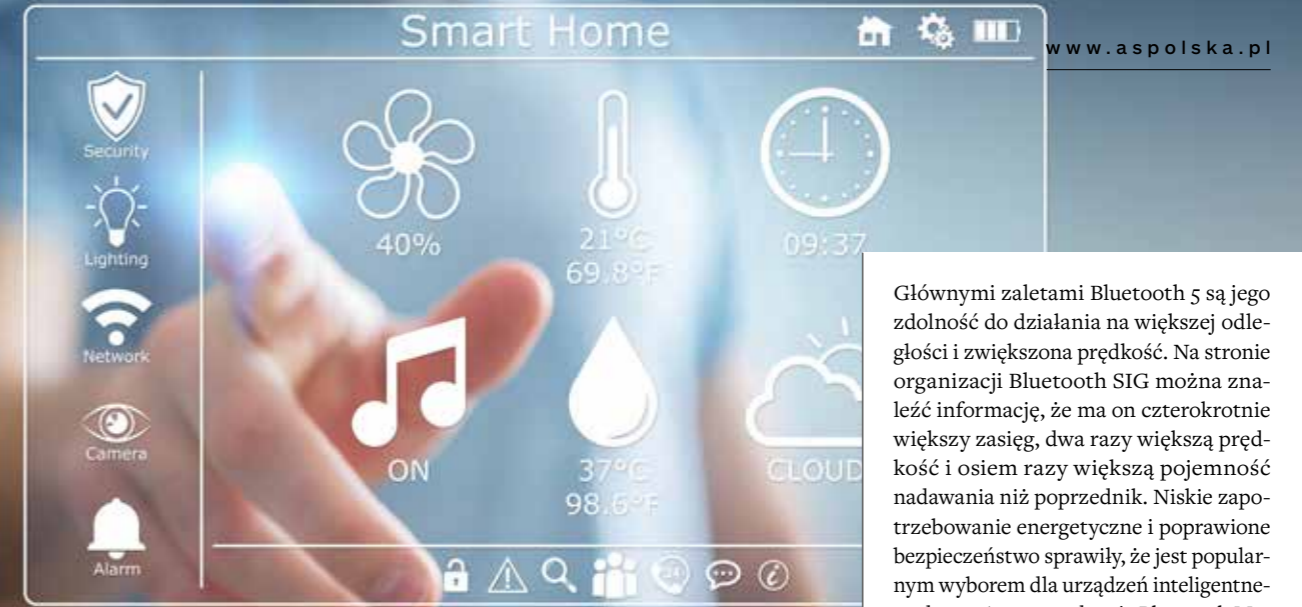 Smart Home
www.aspolska.pl
Security
Lighting
Network
Camera
Alarm
40%
21°C
69.8°F
09:37
ON
37°C
98.6°F
CLOUD
Głównymi zaletami Bluetooth 5 są jego
zdolność do działania na większej odle-
głości i zwiększona prędkość. Na stronie
organizacji Bluetooth SIG można zna-
leźć informację, że ma on czterokrotnie
większy zasięg, dwa razy większą pręd-
kość i osiem razy większą pojemność
nadawania niż poprzednik. Niskie zapo-
trzebowanie energetyczne i poprawione
bezpieczeństwo sprawiły, że jest popular-
nym wyborem dla urządzeń inteligentne-